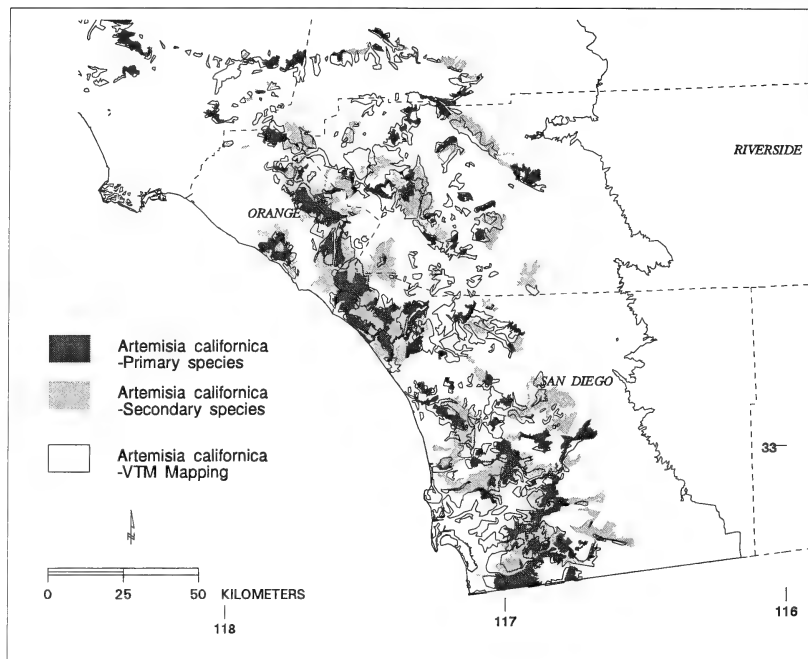 RIVERSIDE
ORANGE
SAN DIEGO
Artemisia californica
-Primary species
Artemisia californica
-Secondary species
Artemisia californica
-VTM Mapping
33
N
0 25 50 KILOMETERS
118
117
116